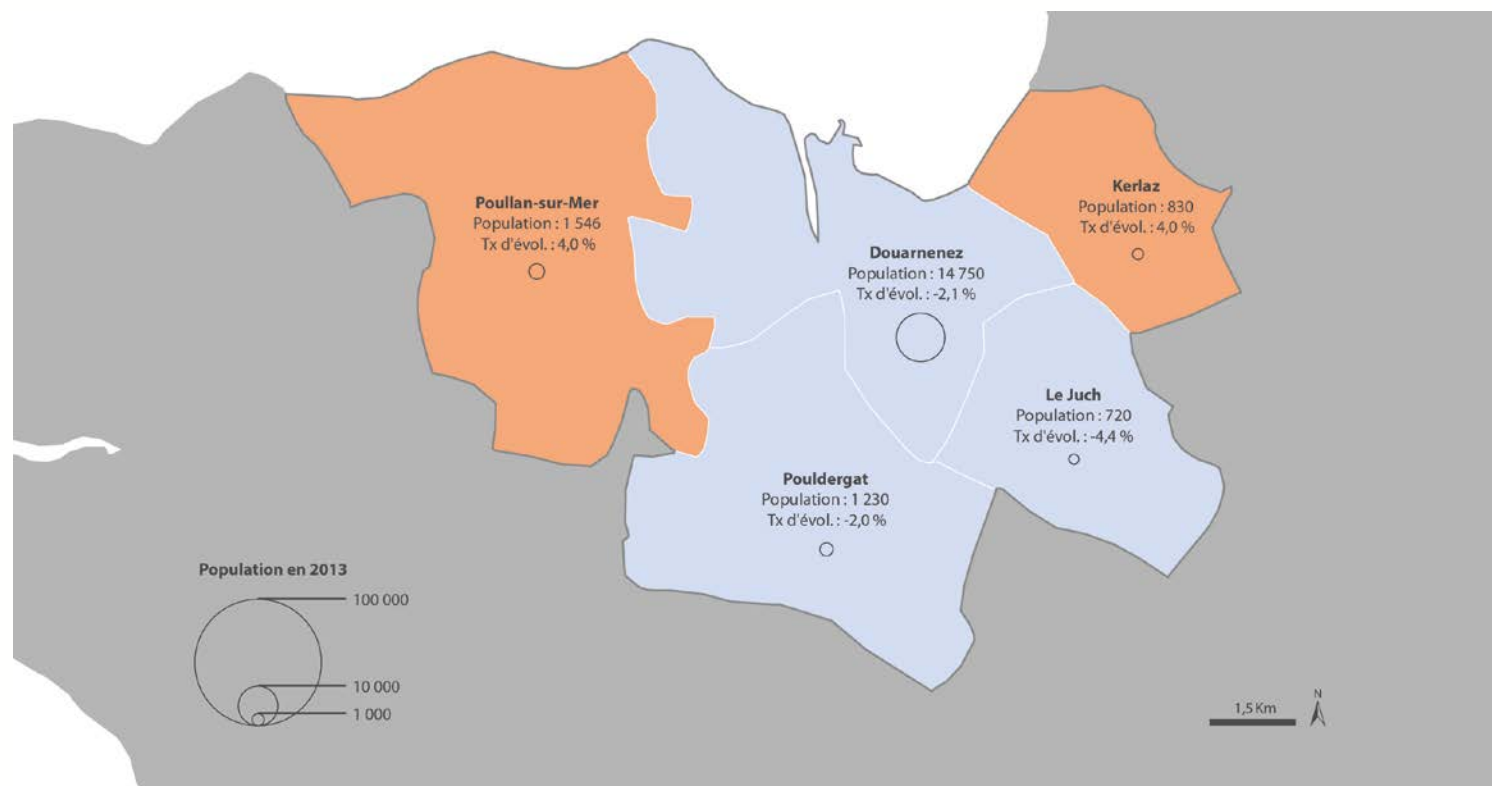 Poullan-sur-Mer
Population : 1 546
Tx d'évol. : 4,0 %
Kerlaz
Population : 830
Tx d'évol. : 4,0 %
Douarnenez
Population : 14 750
Tx d'évol. : -2,1 %
Le Juch
Population : 720
Tx d'évol. : -4,4 %
Pouldergat
Population : 1 230
Tx d'évol. : -2,0 %
Population en 2013
100 000
10 000
1 000
1,5 Km
N